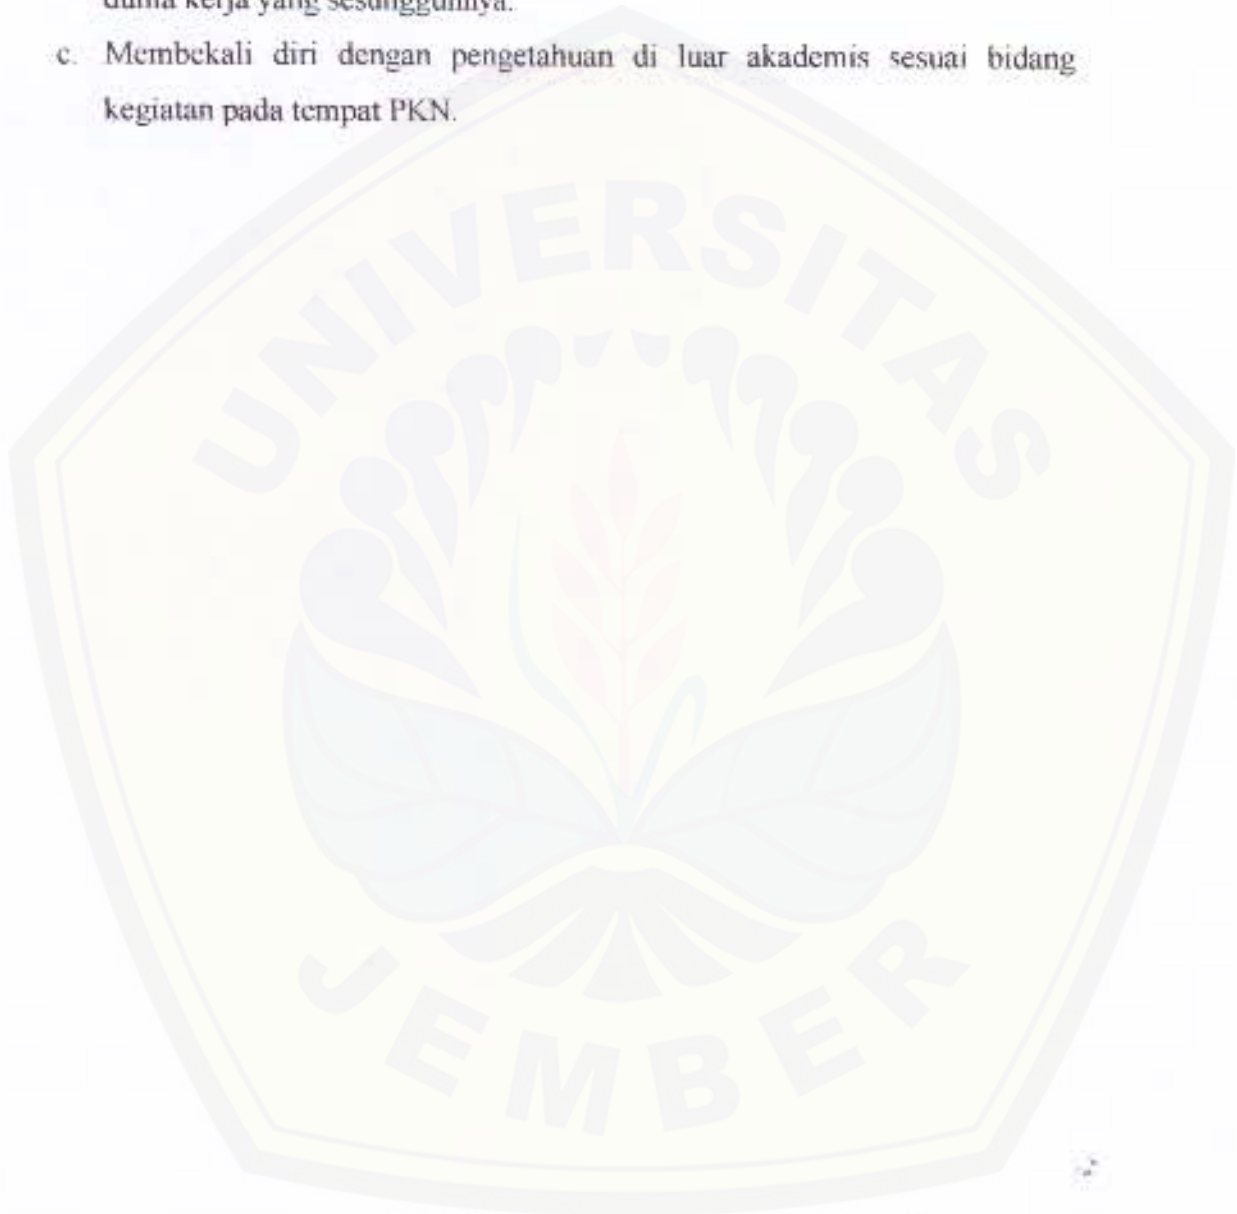 dunia kerja yang sesungguhnya.
c. Membekali diri dengan pengetahuan di luar akademis sesuai bidang
kegiatan pada tempat PKN.
UNIVERSITAS
JEMBER